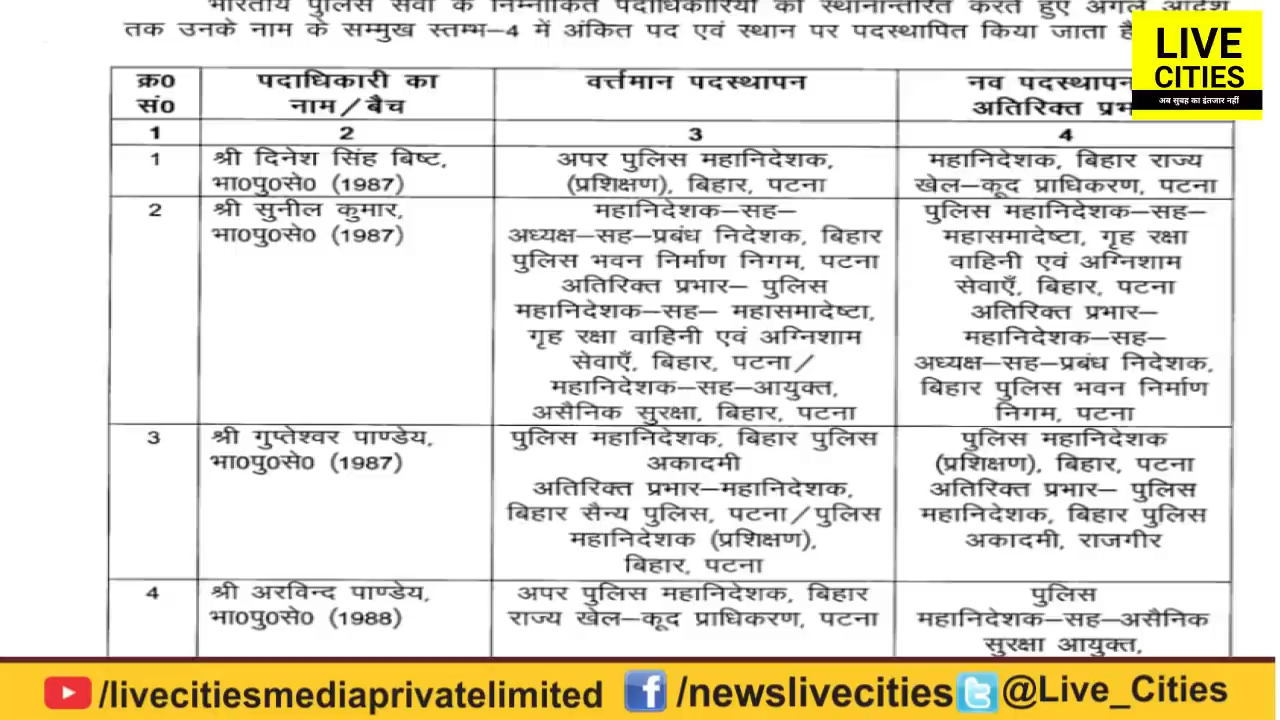 भारतीय पुलिस सेवा के निम्नांकित पदाधिकारियों को स्थानान्तरित करते हुए अगले आदेश
तक उनके नाम के सम्मुख स्तम्भ-4 में अंकित पद एवं स्थान पर पदस्थापित किया जाता है
LIVE
CITIES
अब सुबह का इंतजार नहीं
क्र0 सं0
पदाधिकारी का नाम/बैच
वर्त्तमान पदस्थापन
नव पदस्थापन
अतिरिक्त
1 2 3 4
1
श्री दिनेश सिंह बिष्ट,
भा0पु0से0 (1987)
अपर पुलिस महानिदेशक,
(प्रशिक्षण), बिहार, पटना
महानिदेशक, बिहार राज्य
खेल-कूद प्राधिकरण, पटना
2
श्री सुनील कुमार,
भा0पु0से0 (1987)
महानिदेशक-सह-
अध्यक्ष-सह-प्रबंध निदेशक, बिहार
पुलिस भवन निर्माण निगम, पटना
अतिरिक्त प्रभार- पुलिस
महानिदेशक-सह- महासमादेष्टा,
गृह रक्षा वाहिनी एवं अग्निशाम
सेवाएँ, बिहार, पटना/
महानिदेशक-सह-आयुक्त,
असैनिक सुरक्षा, बिहार, पटना
पुलिस महानिदेशक-सह-
महासमादेष्टा, गृह रक्षा
वाहिनी एवं अग्निशाम
सेवाएँ, बिहार, पटना
अतिरिक्त प्रभार-
महानिदेशक-सह-
अध्यक्ष-सह-प्रबंध निदेशक,
बिहार पुलिस भवन निर्माण
निगम, पटना
3
श्री गुप्तेश्वर पाण्डेय,
भा0पु0से0 (1987)
पुलिस महानिदेशक, बिहार पुलिस
अकादमी
अतिरिक्त प्रभार-महानिदेशक,
बिहार सैन्य पुलिस, पटना/पुलिस
महानिदेशक (प्रशिक्षण),
बिहार, पटना
पुलिस महानिदेशक
(प्रशिक्षण), बिहार, पटना
अतिरिक्त प्रभार- पुलिस
महानिदेशक, बिहार पुलिस
अकादमी, राजगीर
4
श्री अरविन्द पाण्डेय,
भा0पु0से0 (1988)
अपर पुलिस महानिदेशक, बिहार
राज्य खेल-कूद प्राधिकरण, पटना
पुलिस
महानिदेशक-सह-असैनिक
सुरक्षा आयुक्त,
/livecitiesmediaprivatelimited /newslivecities @Live_Cities